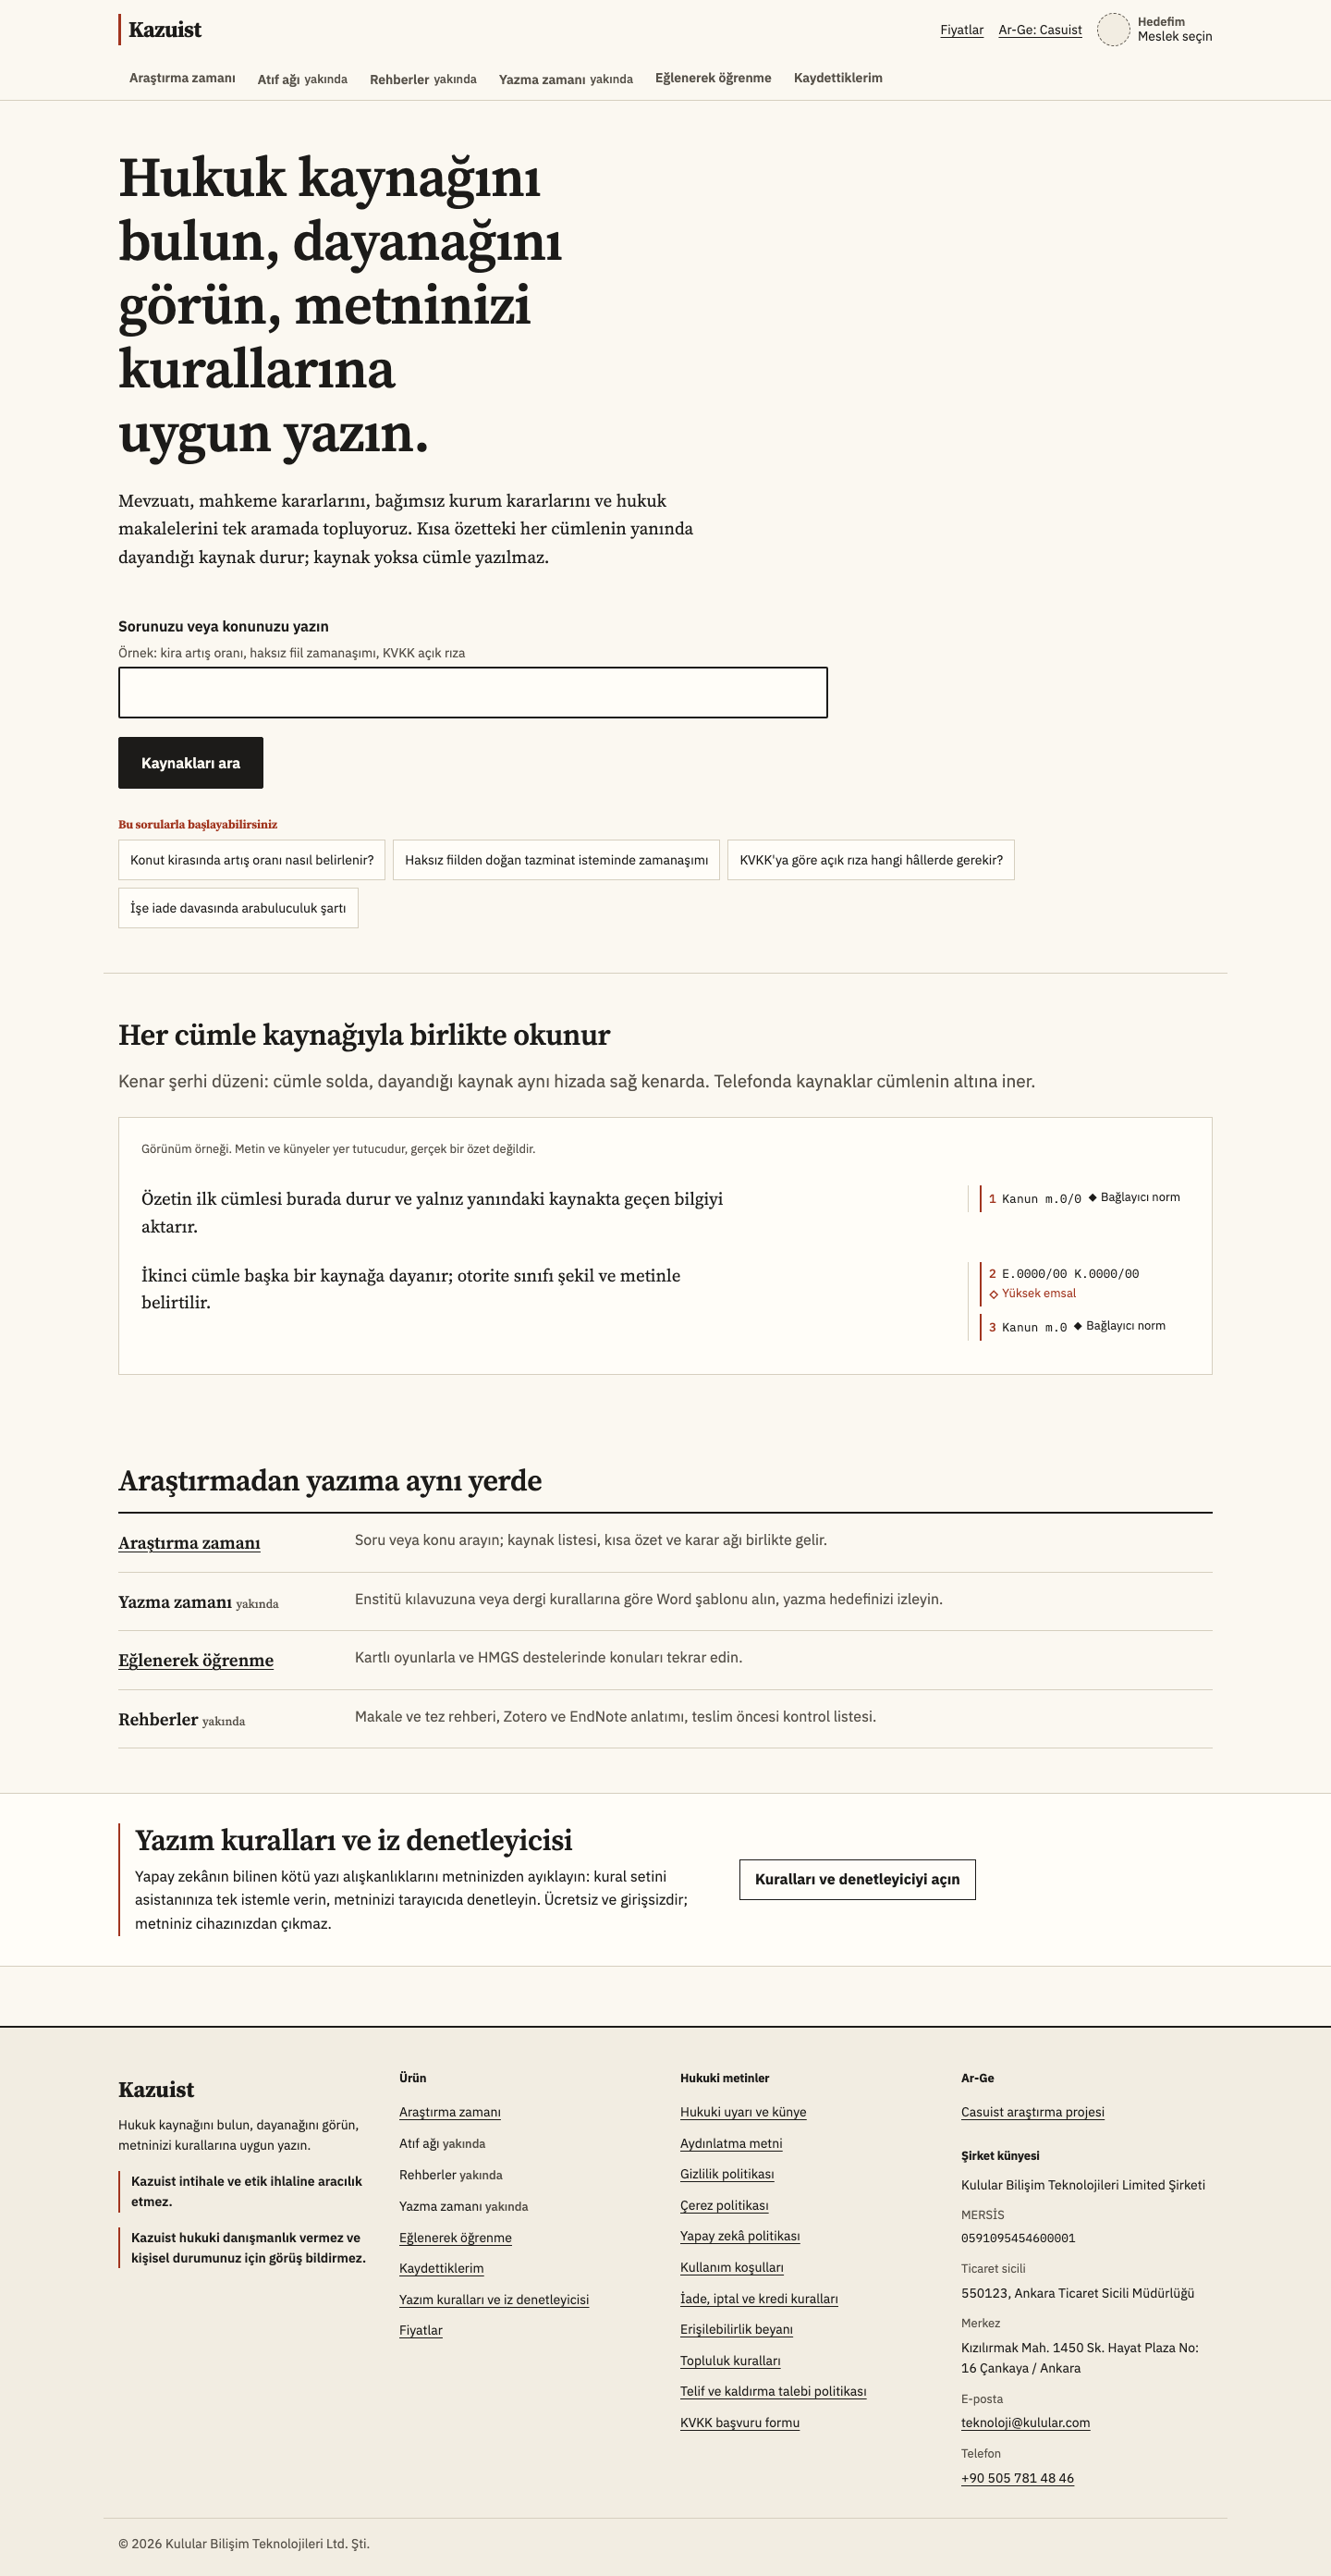 Kazuist
Fiyatlar
Ar-Ge: Casuist
Hedefim
Meslek seçin
Araştırma zamanı
Atıf ağı yakında
Rehberler yakında
Yazma zamanı yakında
Eğlenerek öğrenme
Kaydettiklerim
Hukuk kaynağını
bulun, dayanağını
görün, metninizi
kurallarına
uygun yazın.
Mevzuatı, mahkeme kararlarını, bağımsız kurum kararlarını ve hukuk
makalelerini tek aramada topluyoruz. Kısa özetteki her cümlenin yanında
dayandığı kaynak durur; kaynak yoksa cümle yazılmaz.
Sorunuzu veya konunuzu yazın
Örnek: kira artış oranı, haksız fiil zamanaşımı, KVKK açık rıza
Kaynakları ara
Bu sorularla başlayabilirsiniz
Konut kirasında artış oranı nasıl belirlenir?
Haksız fiilden doğan tazminat isteminde zamanaşımı
KVKK'ya göre açık rıza hangi hâllerde gerekir?
İşe iade davasında arabuluculuk şartı
Her cümle kaynağıyla birlikte okunur
Kenar şerhi düzeni: cümle solda, dayandığı kaynak aynı hizada sağ kenarda. Telefonda kaynaklar cümlenin altına iner.
Görünüm örneği. Metin ve künyeler yer tutucudur, gerçek bir özet değildir.
Özetin ilk cümlesi burada durur ve yalnız yanındaki kaynakta geçen bilgiyi
aktarır.
1 Kanun m.0/0 ◆ Bağlayıcı norm
İkinci cümle başka bir kaynağa dayanır; otorite sınıfı şekil ve metinle
belirtilir.
2 E.0000/00 K.0000/00
◇ Yüksek emsal
3 Kanun m.0 ◆ Bağlayıcı norm
Araştırmadan yazıma aynı yerde
Araştırma zamanı
Soru veya konu arayın; kaynak listesi, kısa özet ve karar ağı birlikte gelir.
Yazma zamanı yakında
Enstitü kılavuzuna veya dergi kurallarına göre Word şablonu alın, yazma hedefinizi izleyin.
Eğlenerek öğrenme
Kartlı oyunlarla ve HMGS destelerinde konuları tekrar edin.
Rehberler yakında
Makale ve tez rehberi, Zotero ve EndNote anlatımı, teslim öncesi kontrol listesi.
Yazım kuralları ve iz denetleyicisi
Yapay zekânın bilinen kötü yazı alışkanlıklarını metninizden ayıklayın: kural setini
asistanınıza tek istemle verin, metninizi tarayıcıda denetleyin. Ücretsiz ve girişsizdir;
metniniz cihazınızdan çıkmaz.
Kuralları ve denetleyiciyi açın
Kazuist
Hukuk kaynağını bulun, dayanağını görün,
metninizi kurallarına uygun yazın.
Kazuist intihale ve etik ihlaline aracılık
etmez.
Kazuist hukuki danışmanlık vermez ve
kişisel durumunuz için görüş bildirmez.
Ürün
Araştırma zamanı
Atıf ağı yakında
Rehberler yakında
Yazma zamanı yakında
Eğlenerek öğrenme
Kaydettiklerim
Yazım kuralları ve iz denetleyicisi
Fiyatlar
Hukuki metinler
Hukuki uyarı ve künye
Aydınlatma metni
Gizlilik politikası
Çerez politikası
Yapay zekâ politikası
Kullanım koşulları
İade, iptal ve kredi kuralları
Erişilebilirlik beyanı
Topluluk kuralları
Telif ve kaldırma talebi politikası
KVKK başvuru formu
Ar-Ge
Casuist araştırma projesi
Şirket künyesi
Kulular Bilişim Teknolojileri Limited Şirketi
MERSİS
0591095454600001
Ticaret sicili
550123, Ankara Ticaret Sicili Müdürlüğü
Merkez
Kızılırmak Mah. 1450 Sk. Hayat Plaza No:
16 Çankaya / Ankara
E-posta
teknoloji@kulular.com
Telefon
+90 505 781 48 46
© 2026 Kulular Bilişim Teknolojileri Ltd. Şti.